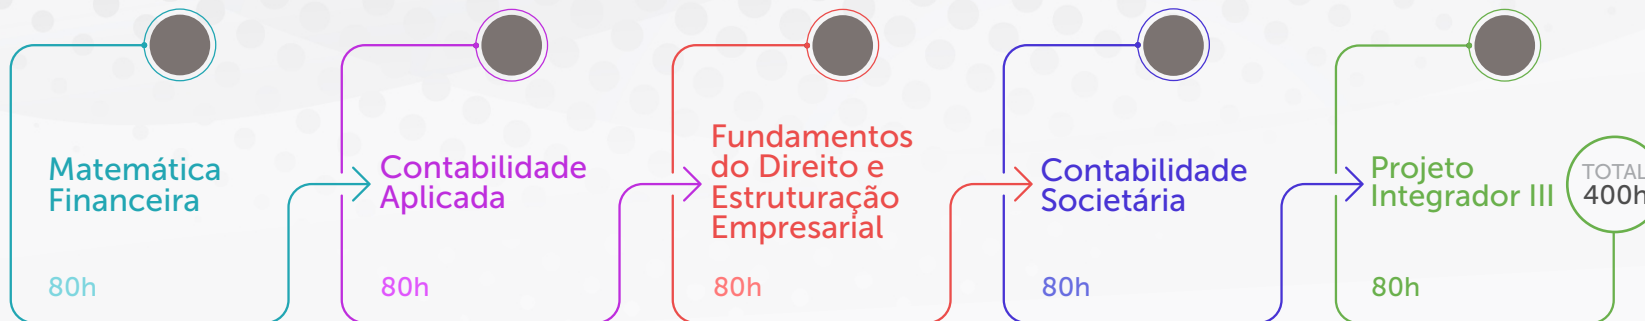 Matemática
Financeira
80h
Contabilidade
Aplicada
80h
Fundamentos
do Direito e
Estruturação
Empresarial
80h
Contabilidade
Societária
80h
Projeto
Integrador III
80h
TOTAL
400h